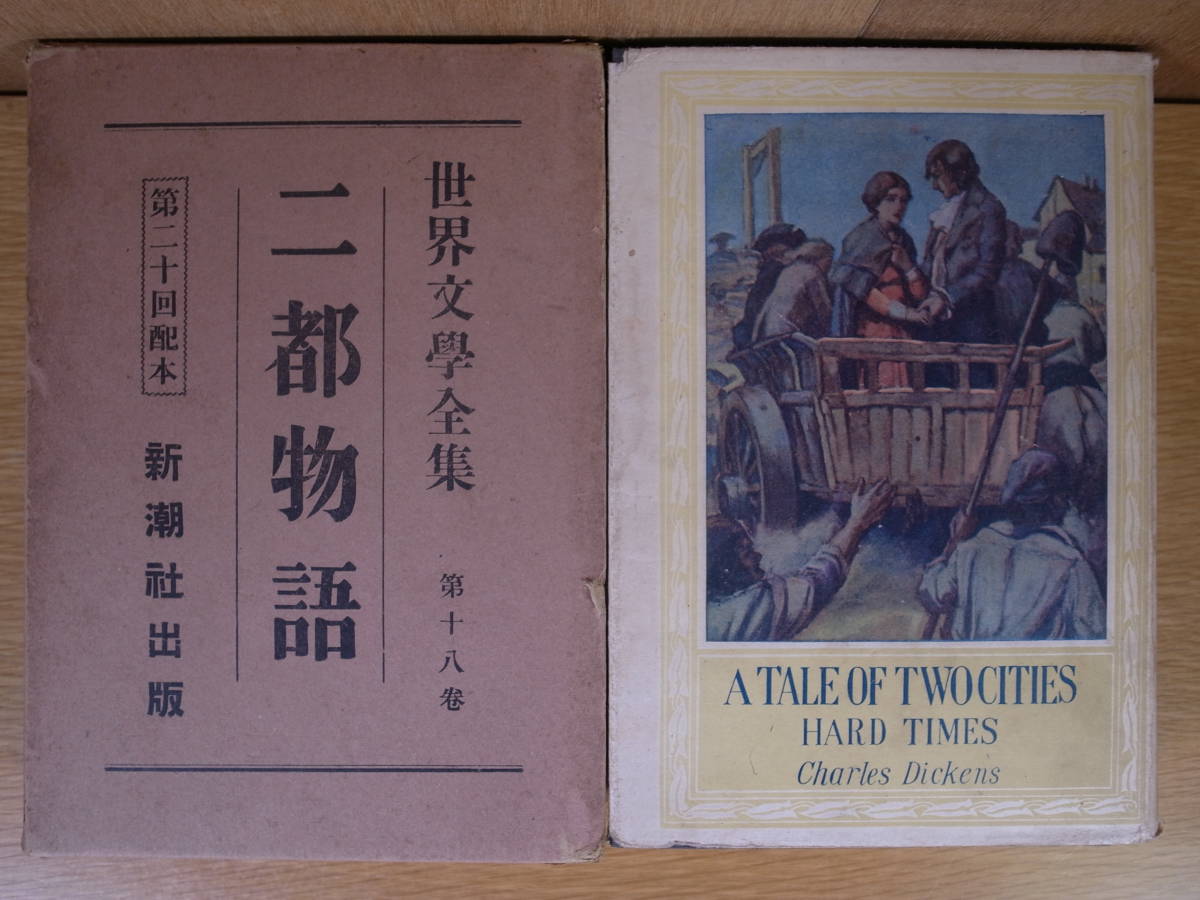 世界文學全集 第十八卷
二都物語
第二十回配本
新潮社出版
A TALE OF TWO CITIES
HARD TIMES
Charles Dickens